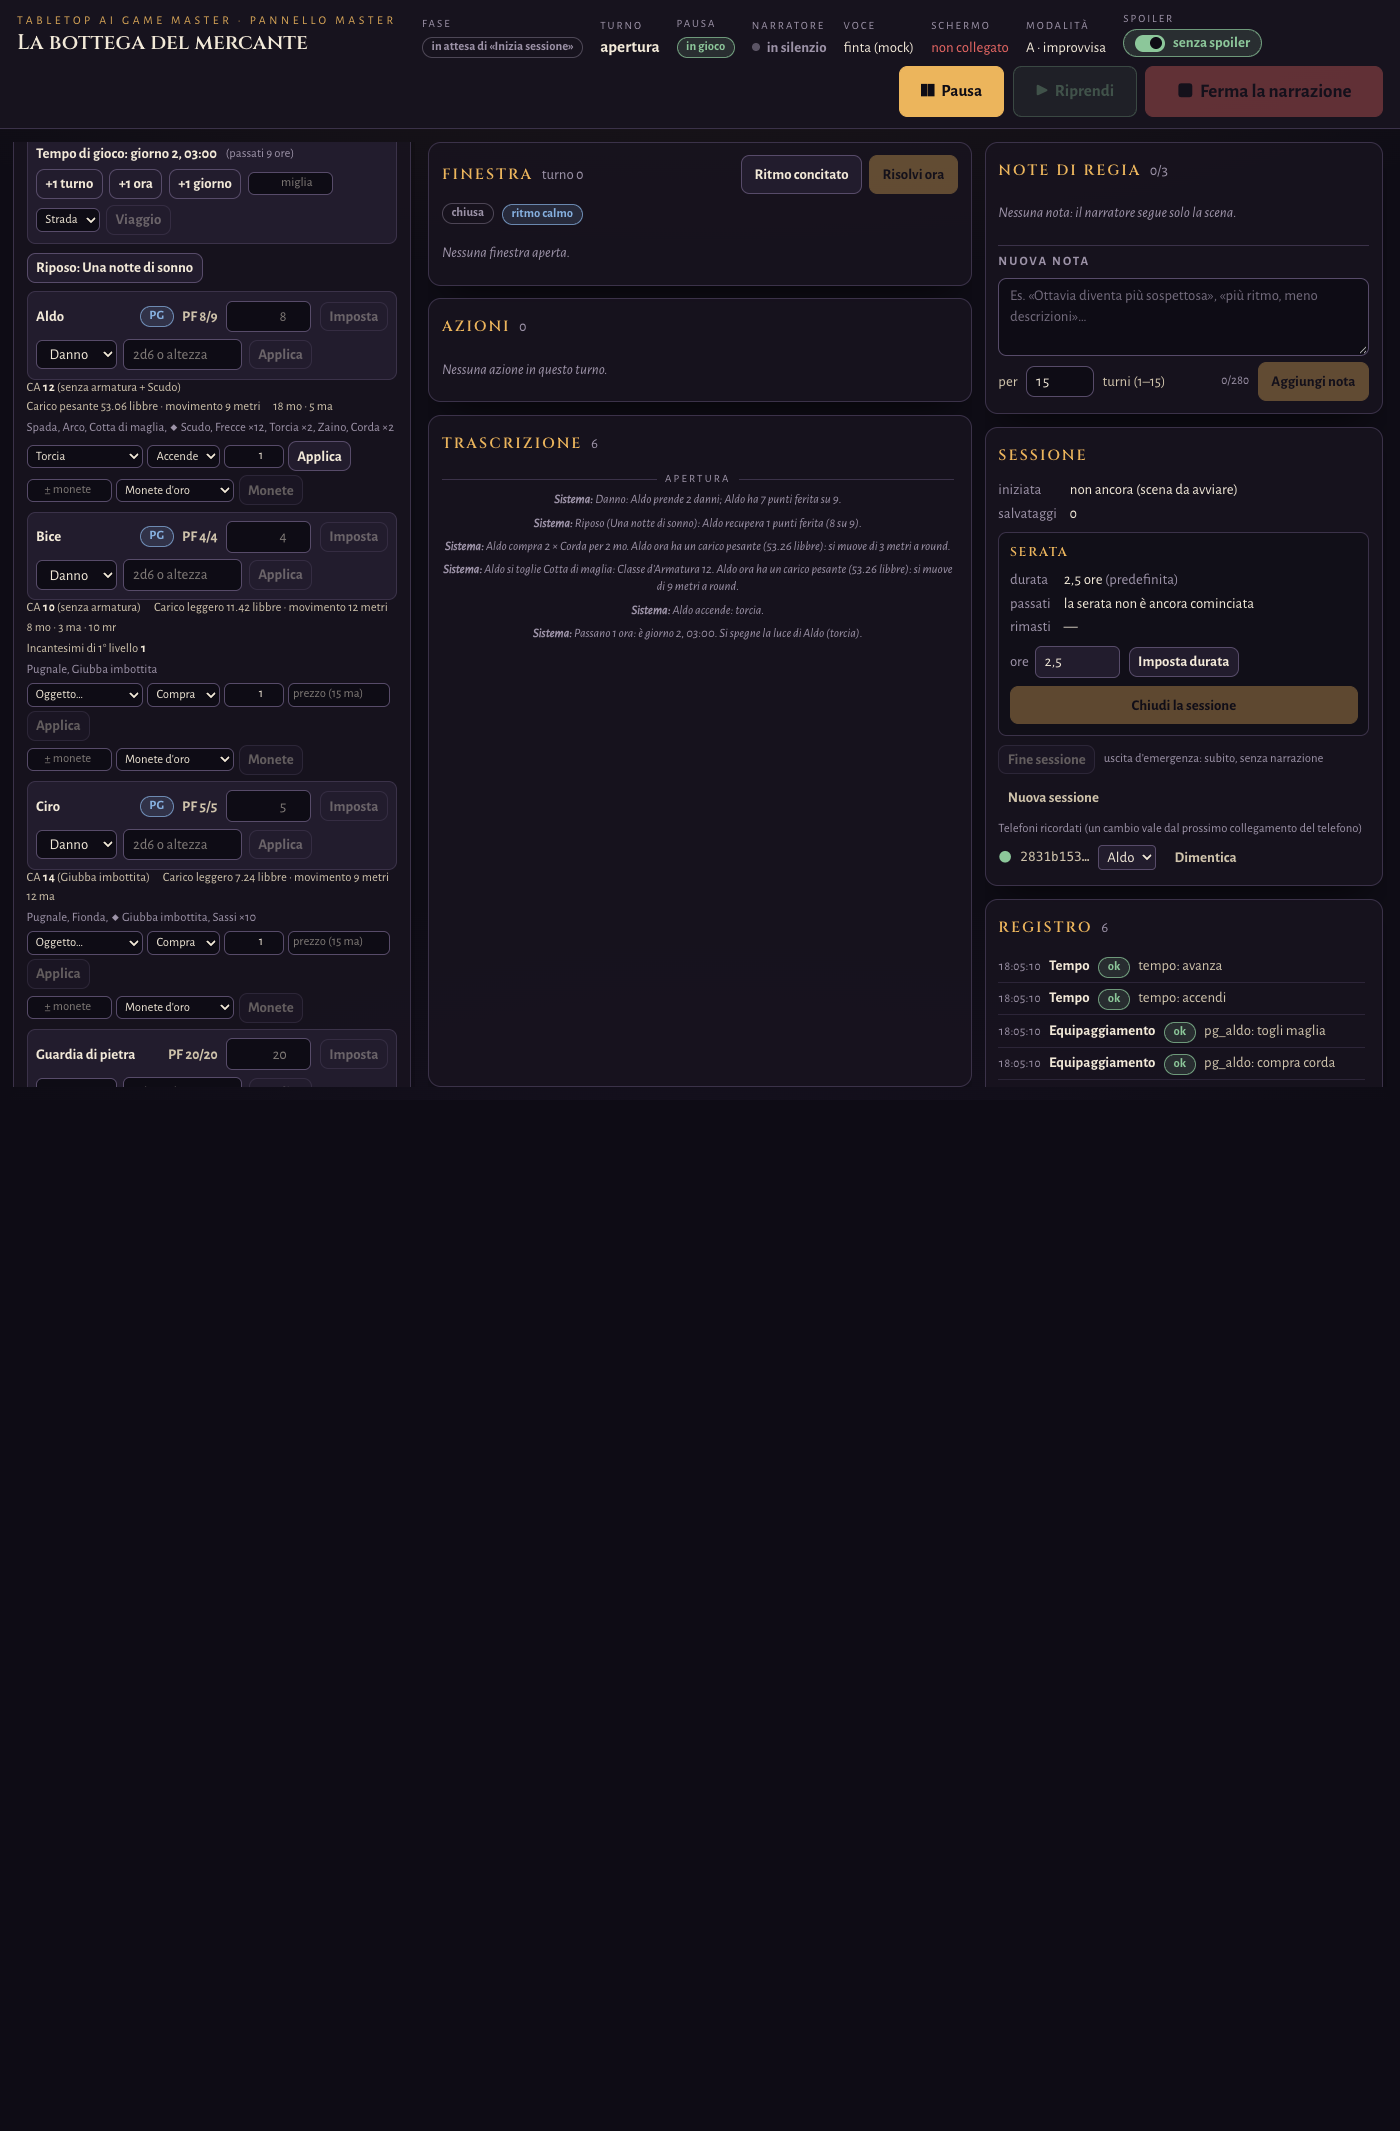 TABLETOP AI GAME MASTER · PANNELLO MASTER
La bottega del mercante
FASE
in attesa di «Inizia sessione»
TURNO
apertura
PAUSA
in gioco
NARRATORE
in silenzio
VOCE
finta (mock)
SCHERMO
non collegato
MODALITÀ
A · improvvisa
SPOILER
senza spoiler
Pausa
Riprendi
Ferma la narrazione
Tempo di gioco: giorno 2, 03:00 (passati 9 ore)
+1 turno +1 ora +1 giorno miglia
Strada Viaggio
Riposo: Una notte di sonno
Aldo PG PF 8/9 8 Imposta
Danno 2d6 o altezza Applica
CA 12 (senza armatura + Scudo)
Carico pesante 53.06 libbre · movimento 9 metri 18 mo · 5 ma
Spada, Arco, Cotta di maglia, ◆ Scudo, Frecce ×12, Torcia ×2, Zaino, Corda ×2
Torcia Accende 1 Applica
± monete Monete d'oro Monete
Bice PG PF 4/4 4 Imposta
Danno 2d6 o altezza Applica
CA 10 (senza armatura) Carico leggero 11.42 libbre · movimento 12 metri
8 mo · 3 ma · 10 mr
Incantesimi di 1° livello 1
Pugnale, Giubba imbottita
Oggetto... Compra 1 prezzo (15 ma)
Applica
± monete Monete d'oro Monete
Ciro PG PF 5/5 5 Imposta
Danno 2d6 o altezza Applica
CA 14 (Giubba imbottita) Carico leggero 7.24 libbre · movimento 9 metri
12 ma
Pugnale, Fionda, ◆ Giubba imbottita, Sassi ×10
Oggetto... Compra 1 prezzo (15 ma)
Applica
± monete Monete d'oro Monete
Guardia di pietra PF 20/20 20 Imposta
FINESTRA turno 0
Ritmo concitato Risolvi ora
chiusa ritmo calmo
Nessuna finestra aperta.
AZIONI 0
Nessuna azione in questo turno.
TRASCRIZIONE 6
APERTURA
Sistema: Danno: Aldo prende 2 danni; Aldo ha 7 punti ferita su 9.
Sistema: Riposo (Una notte di sonno): Aldo recupera 1 punti ferita (8 su 9).
Sistema: Aldo compra 2 × Corda per 2 mo. Aldo ora ha un carico pesante (53.26 libbre): si muove di 3 metri a round.
Sistema: Aldo si toglie Cotta di maglia: Classe d'Armatura 12. Aldo ora ha un carico pesante (53.26 libbre): si muove
di 9 metri a round.
Sistema: Aldo accende: torcia.
Sistema: Passano 1 ora: è giorno 2, 03:00. Si spegne la luce di Aldo (torcia).
NOTE DI REGIA 0/3
Nessuna nota: il narratore segue solo la scena.
NUOVA NOTA
Es. «Ottavia diventa più sospettosa», «più ritmo, meno
descrizioni»...
per 15 turni (1–15) 0/280 Aggiungi nota
SESSIONE
iniziata non ancora (scena da avviare)
salvataggi 0
SERATA
durata 2,5 ore (predefinita)
passati la serata non è ancora cominciata
rimasti —
ore 2,5 Imposta durata
Chiudi la sessione
Fine sessione uscita d'emergenza: subito, senza narrazione
Nuova sessione
Telefoni ricordati (un cambio vale dal prossimo collegamento del telefono)
2831b153… Aldo Dimentica
REGISTRO 6
18:05:10 Tempo ok tempo: avanza
18:05:10 Tempo ok tempo: accendi
18:05:10 Equipaggiamento ok pg_aldo: togli maglia
18:05:10 Equipaggiamento ok pg_aldo: compra corda